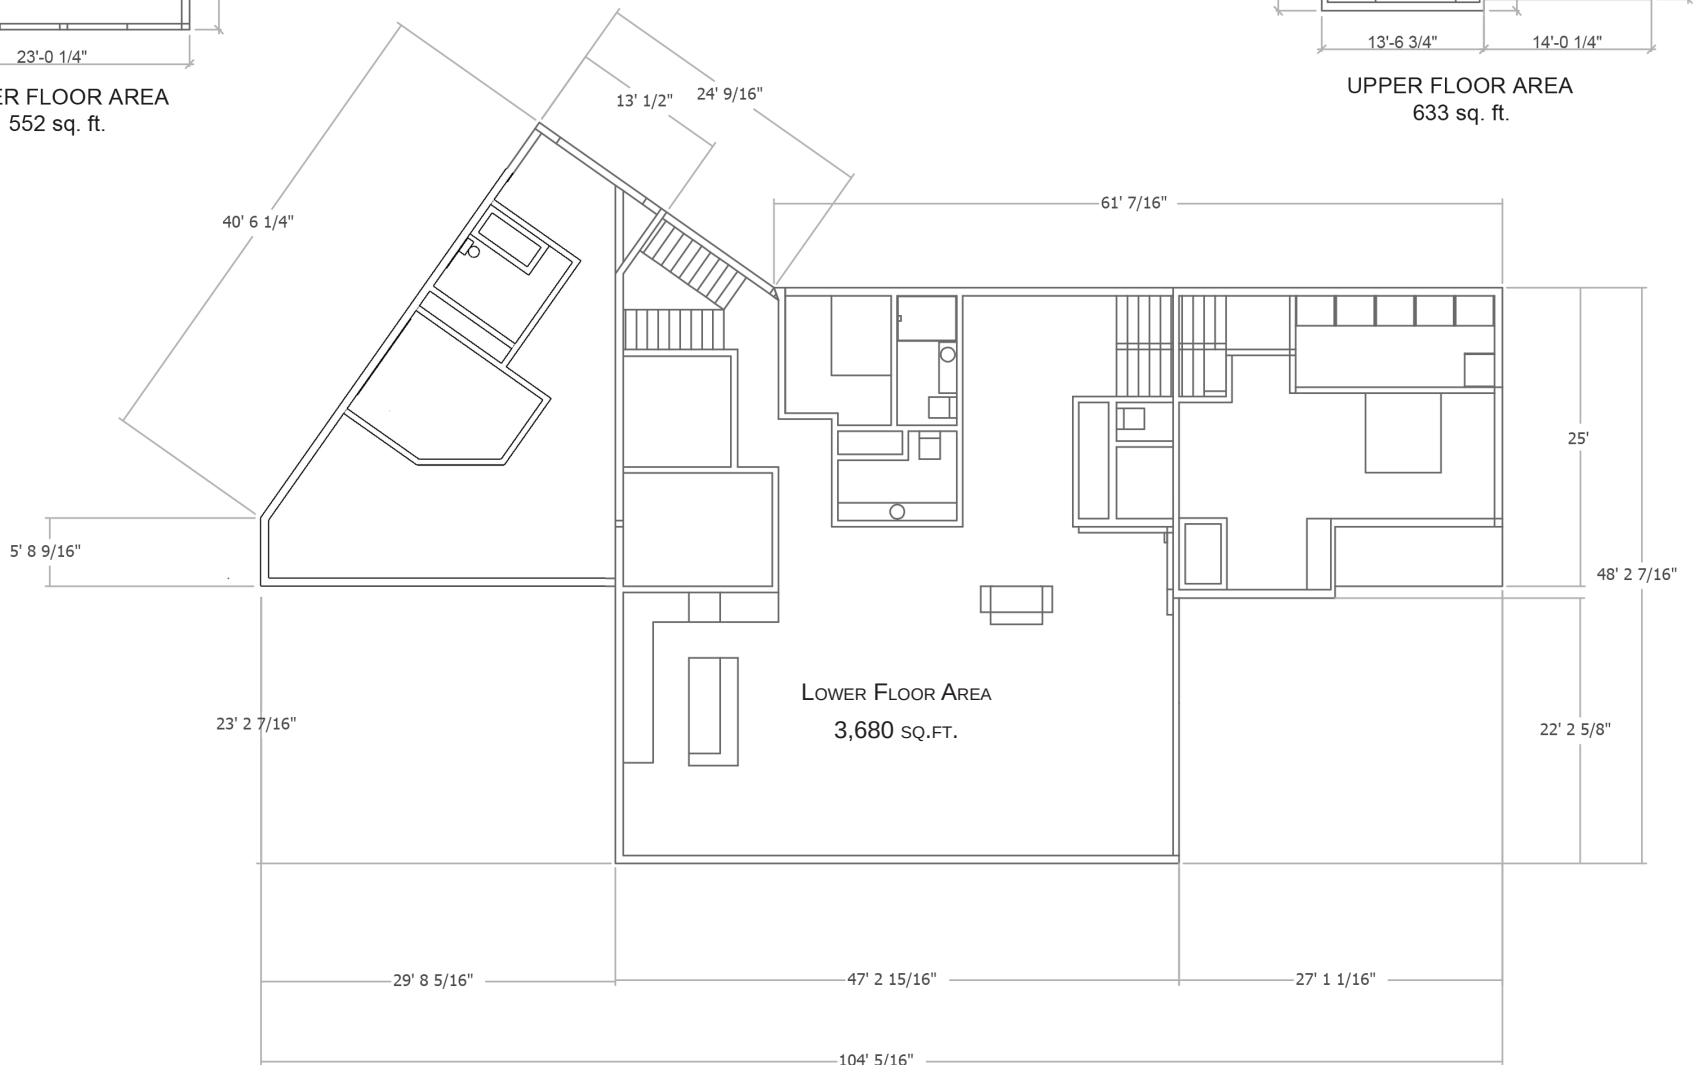 23'-0 1/4"
ER FLOOR AREA
552 sq. ft.
13'-6 3/4"
14'-0 1/4"
UPPER FLOOR AREA
633 sq. ft.
13' 1/2"
24' 9/16"
40' 6 1/4"
61' 7/16"
25'
5' 8 9/16"
48' 2 7/16"
Lower Floor Area
3,680 sq.ft.
23' 2 7/16"
22' 2 5/8"
29' 8 5/16"
47' 2 15/16"
27' 1 1/16"
104' 5/16"